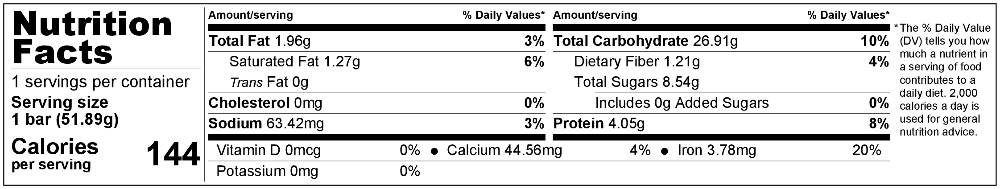 Nutrition
Facts
1 servings per container
Serving size
1 bar (51.89g)
Calories
per serving
144
Amount/serving % Daily Values*
Total Fat 1.96g 3%
Saturated Fat 1.27g 6%
Trans Fat 0g
Cholesterol 0mg 0%
Sodium 63.42mg 3%
Amount/serving % Daily Values*
Total Carbohydrate 26.91g 10%
Dietary Fiber 1.21g 4%
Total Sugars 8.54g
Includes 0g Added Sugars 0%
Protein 4.05g 8%
Vitamin D 0mcg 0% ● Calcium 44.56mg 4% ● Iron 3.78mg 20%
Potassium 0mg 0%
*The % Daily Value
(DV) tells you how
much a nutrient in
a serving of food
contributes to a
daily diet. 2,000
calories a day is
used for general
nutrition advice.